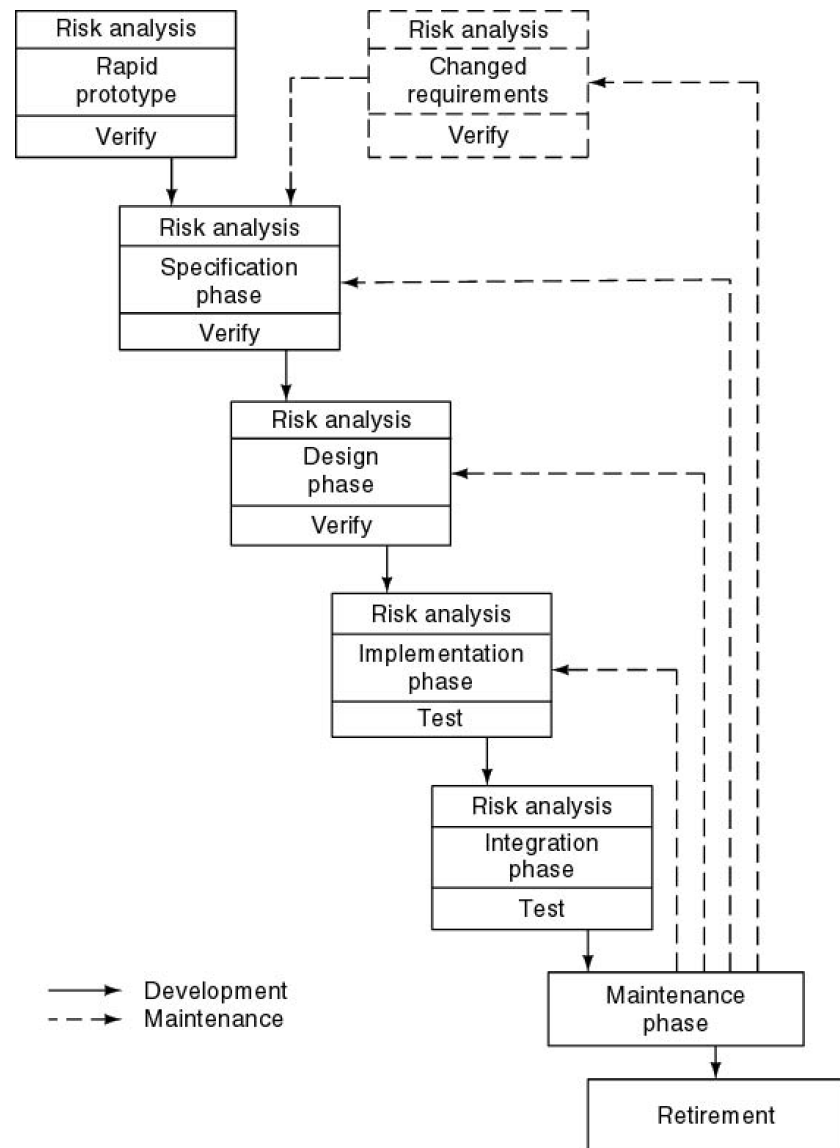 Risk analysis
Rapid
prototype
Verify
Risk analysis
Changed
requirements
Verify
Risk analysis
Specification
phase
Verify
Risk analysis
Design
phase
Verify
Risk analysis
Implementation
phase
Test
Risk analysis
Integration
phase
Test
Development
Maintenance
Maintenance
phase
Retirement